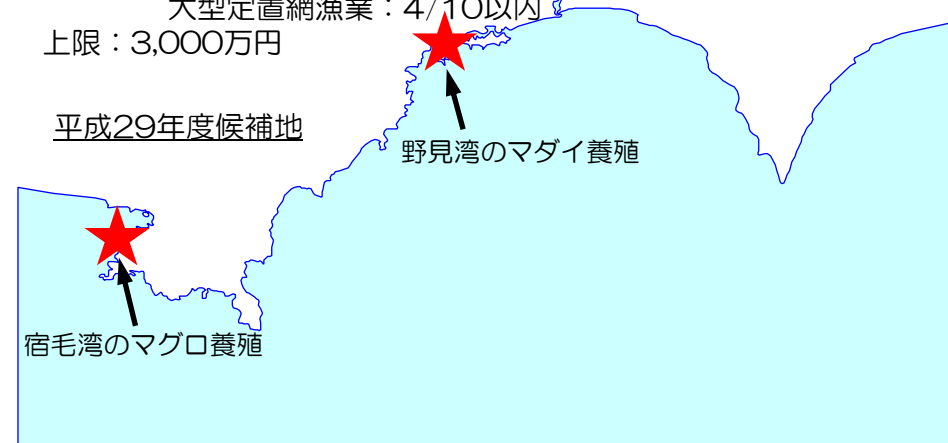 大型定置網漁業：4/10以内
上限：3,000万円
平成29年度候補地
野見湾のマダイ養殖
宿毛湾のマグロ養殖